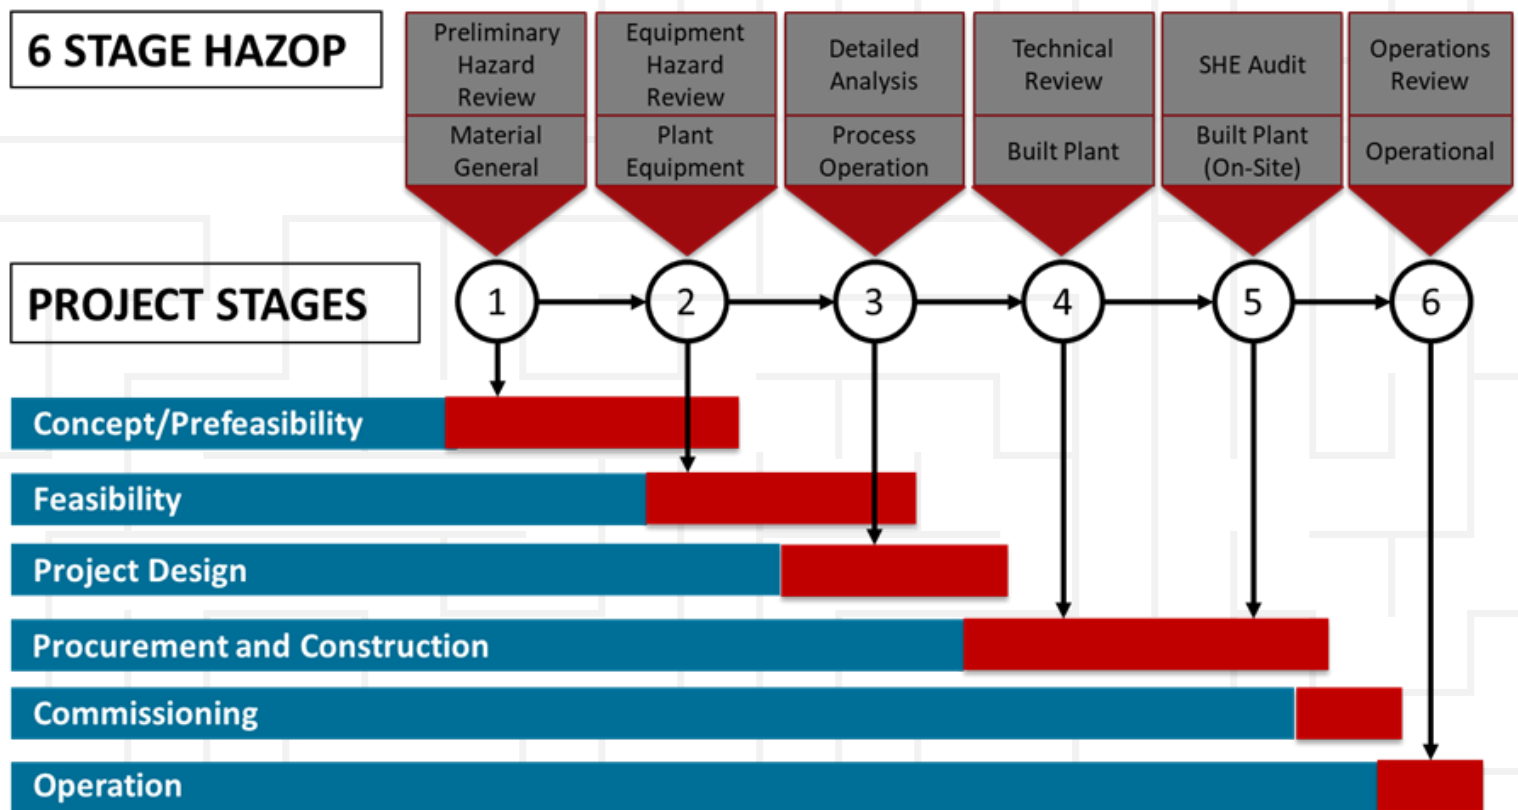 6 STAGE HAZOP
Preliminary
Hazard
Review
Material
General
Equipment
Hazard
Review
Plant
Equipment
Detailed
Analysis
Process
Operation
Technical
Review
Built Plant
SHE Audit
Built Plant
(On-Site)
Operations
Review
Operational
PROJECT STAGES
1
2
3
4
5
6
Concept/Prefeasibility
Feasibility
Project Design
Procurement and Construction
Commissioning
Operation